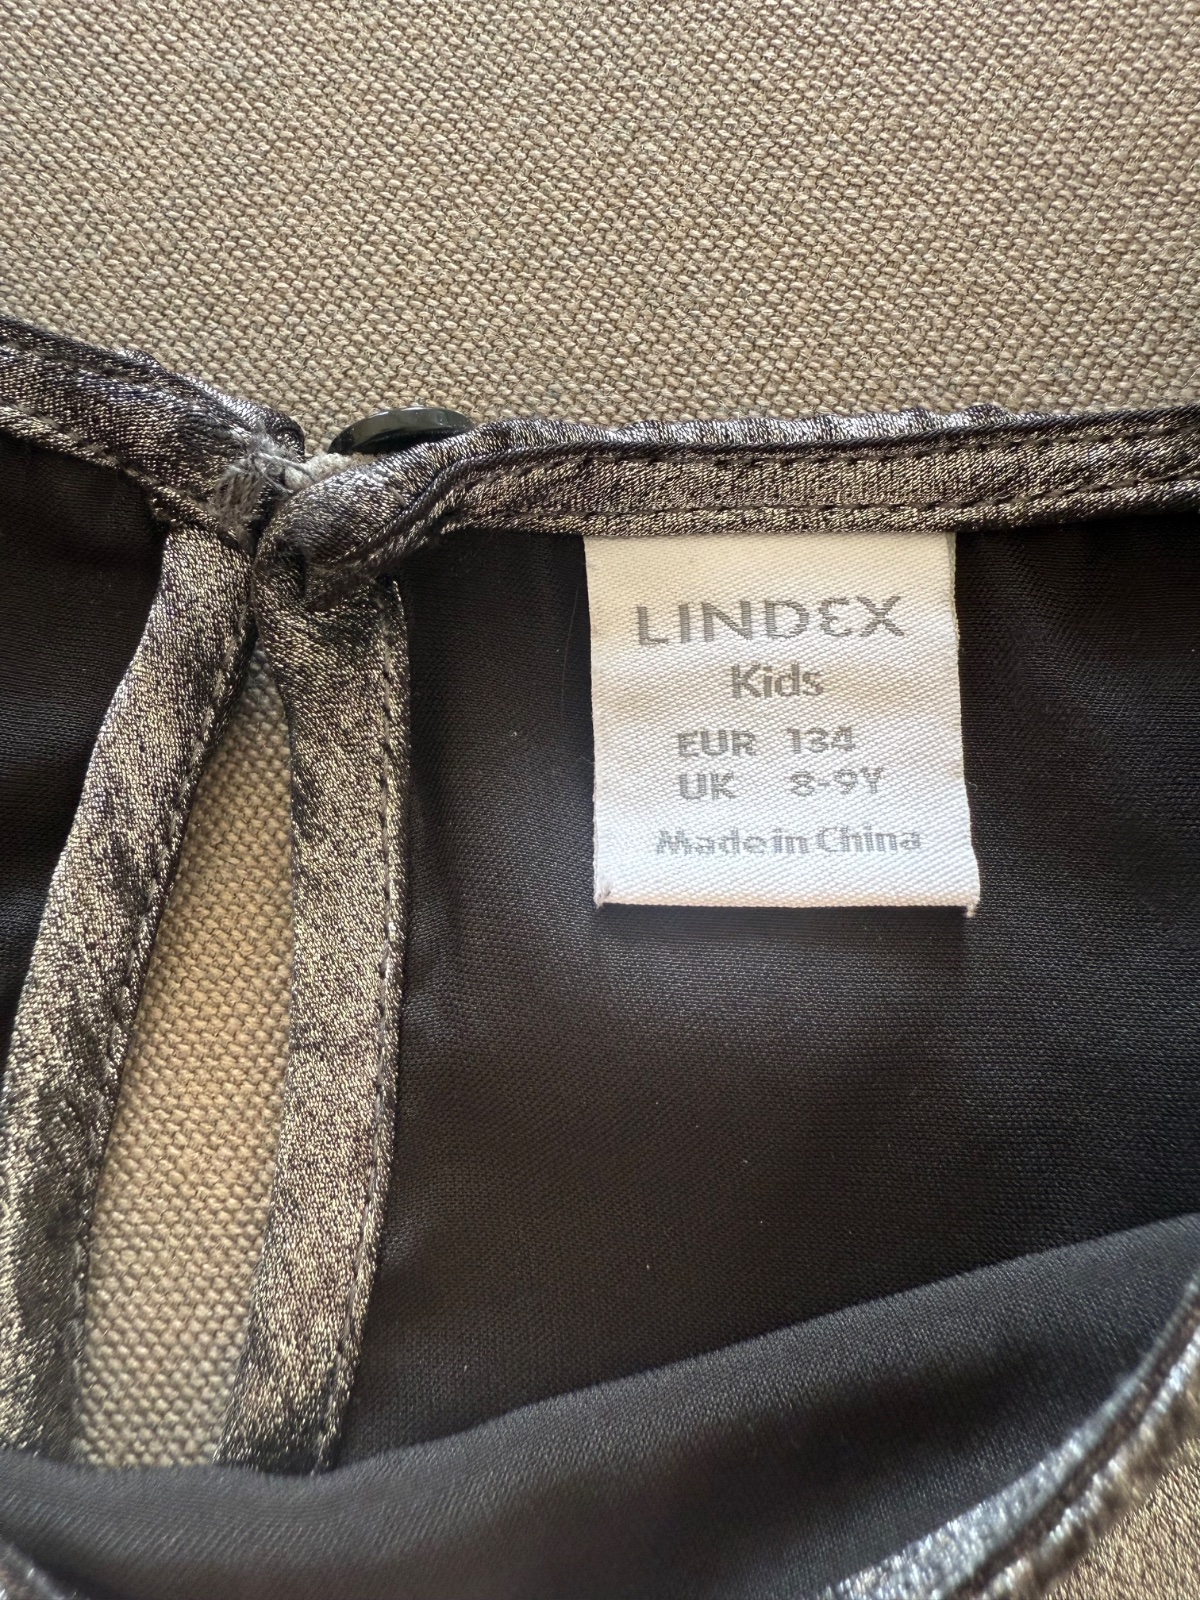 LINDEX
Kids
EUR 134
UK 8-9Y
Made in China